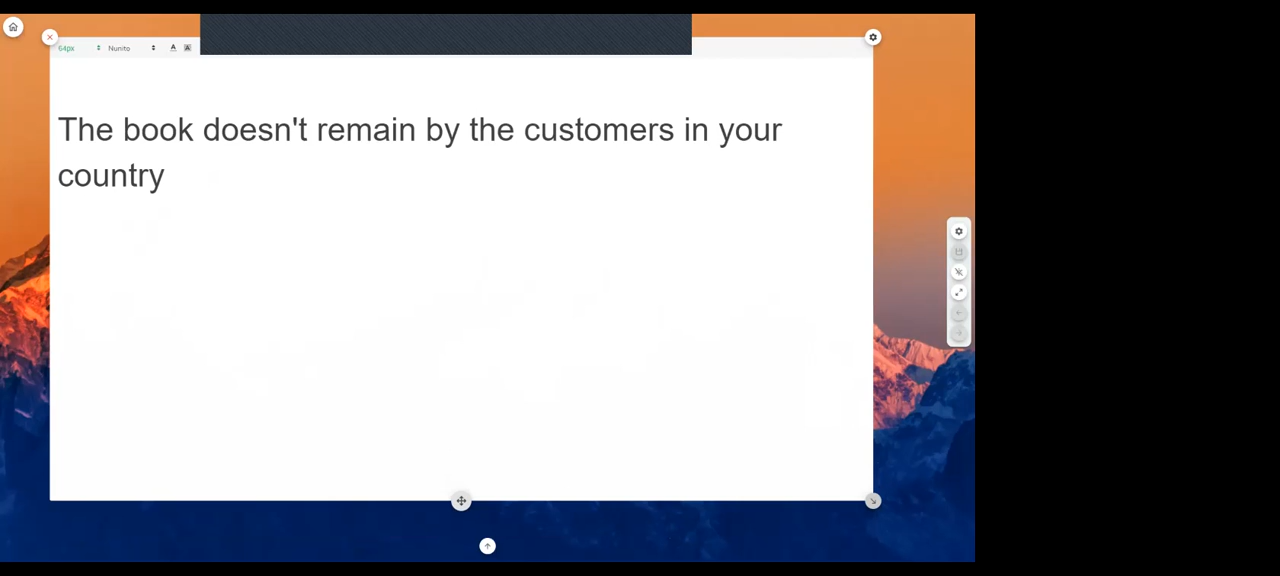 64px Nunito A A
The book doesn't remain by the customers in your
country